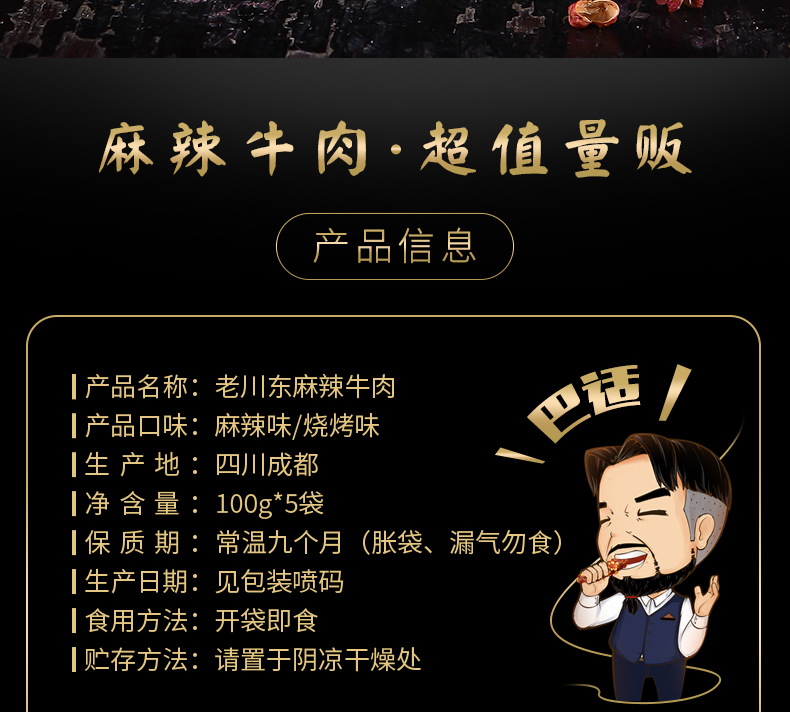 麻辣牛肉·超值量贩
产品信息
巴适
产品名称：老川东麻辣牛肉
产品口味：麻辣味/烧烤味
生产地：四川成都
净含量：100g*5袋
保质期：常温九个月（胀袋、漏气勿食）
生产日期：见包装喷码
食用方法：开袋即食
贮存方法：请置于阴凉干燥处